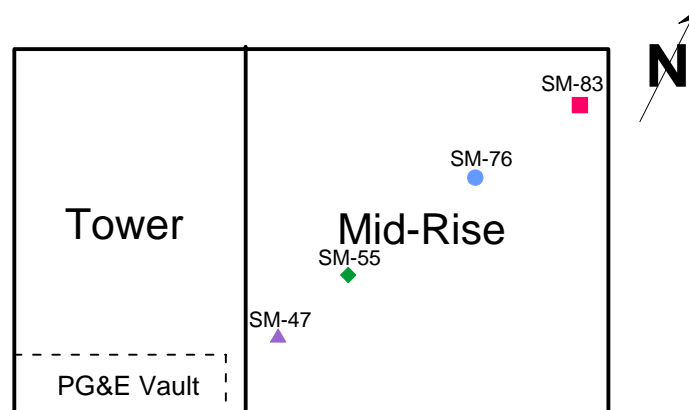 N
SM-83
SM-76
Tower
Mid-Rise
SM-55
SM-47
PG&E Vault